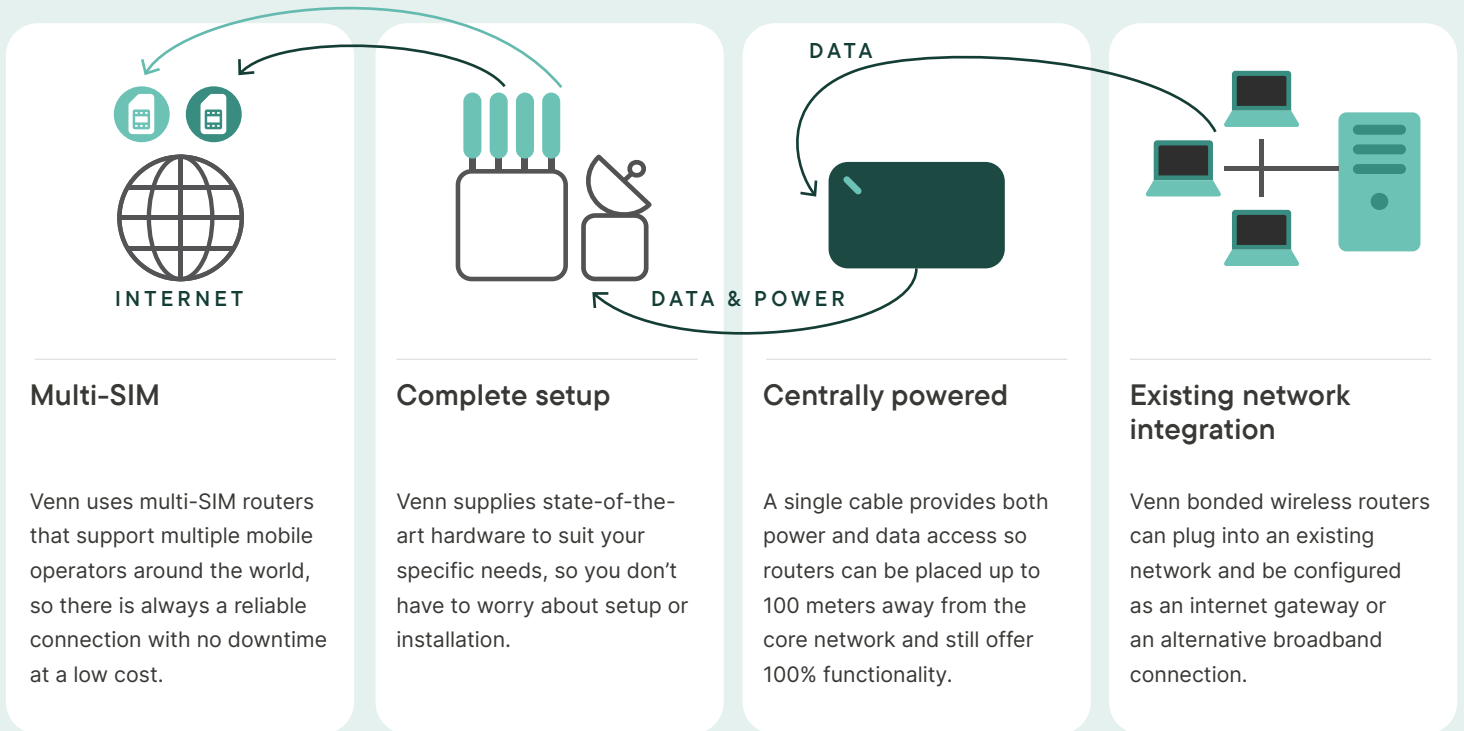 DATA
INTERNET
DATA & POWER
Multi-SIM
Venn uses multi-SIM routers
that support multiple mobile
operators around the world,
so there is always a reliable
connection with no downtime
at a low cost.
Complete setup
Venn supplies state-of-the-
art hardware to suit your
specific needs, so you don’t
have to worry about setup or
installation.
Centrally powered
A single cable provides both
power and data access so
routers can be placed up to
100 meters away from the
core network and still offer
100% functionality.
Existing network
integration
Venn bonded wireless routers
can plug into an existing
network and be configured
as an internet gateway or
an alternative broadband
connection.